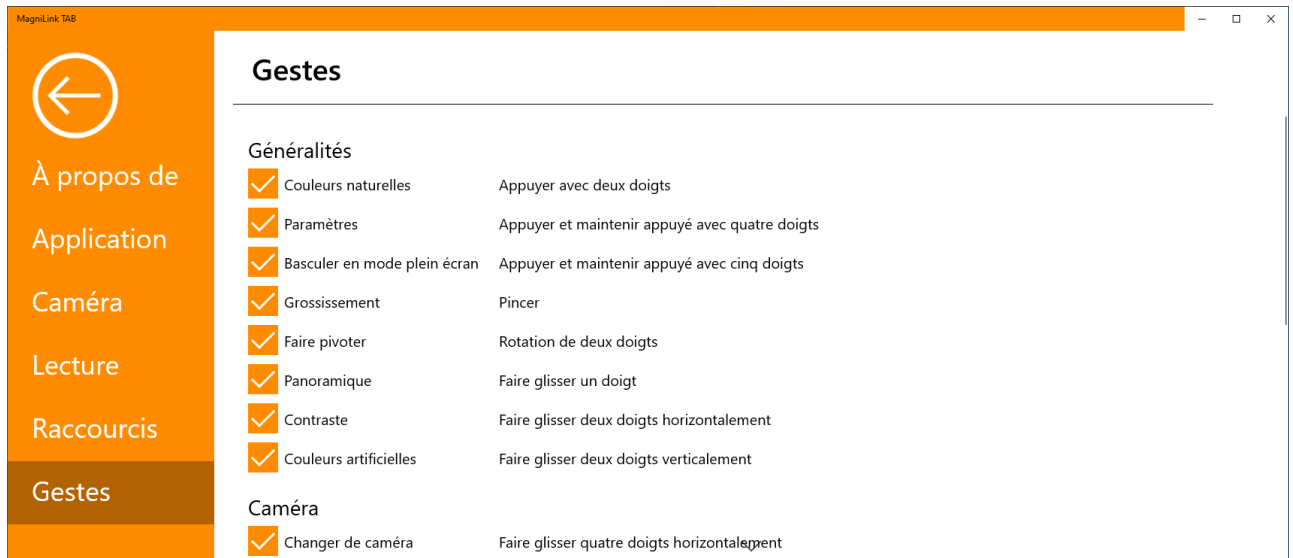 MagniLink TAB
Gestes
À propos de
Application
Caméra
Lecture
Raccourcis
Gestes
Généralités
Couleurs naturelles Appuyer avec deux doigts
Paramètres Appuyer et maintenir appuyé avec quatre doigts
Basculer en mode plein écran Appuyer et maintenir appuyé avec cinq doigts
Grossissement Pincer
Faire pivoter Rotation de deux doigts
Panoramique Faire glisser un doigt
Contraste Faire glisser deux doigts horizontalement
Couleurs artificielles Faire glisser deux doigts verticalement
Caméra
Changer de caméra Faire glisser quatre doigts horizontalement